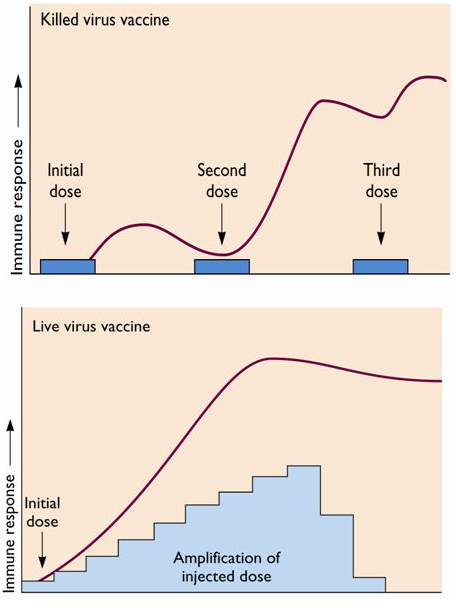 Killed virus vaccine
Immune response
Initial
dose
Second
dose
Third
dose
Live virus vaccine
Immune response
Initial
dose
Amplification of
injected dose